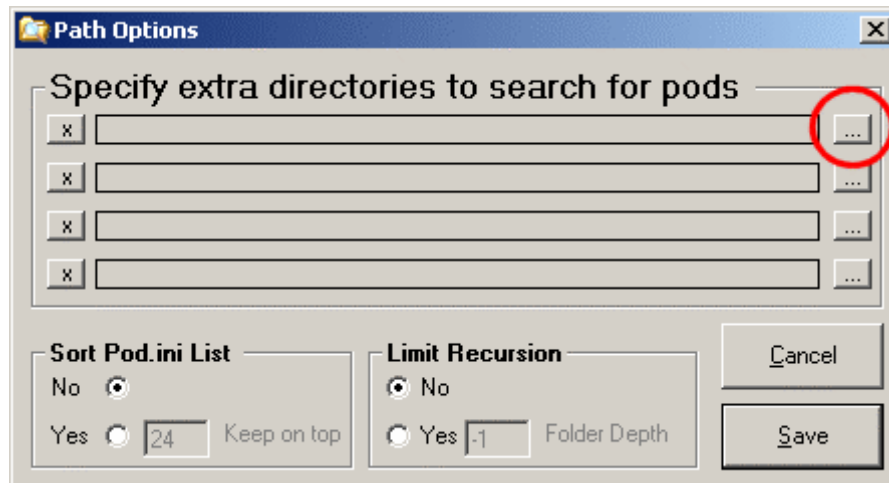 Path Options
Specify extra directories to search for pods
x ...
x ...
x ...
x ...
Sort Pod.ini List
No
Yes 24 Keep on top
Limit Recursion
No
Yes -1 Folder Depth
Cancel
Save